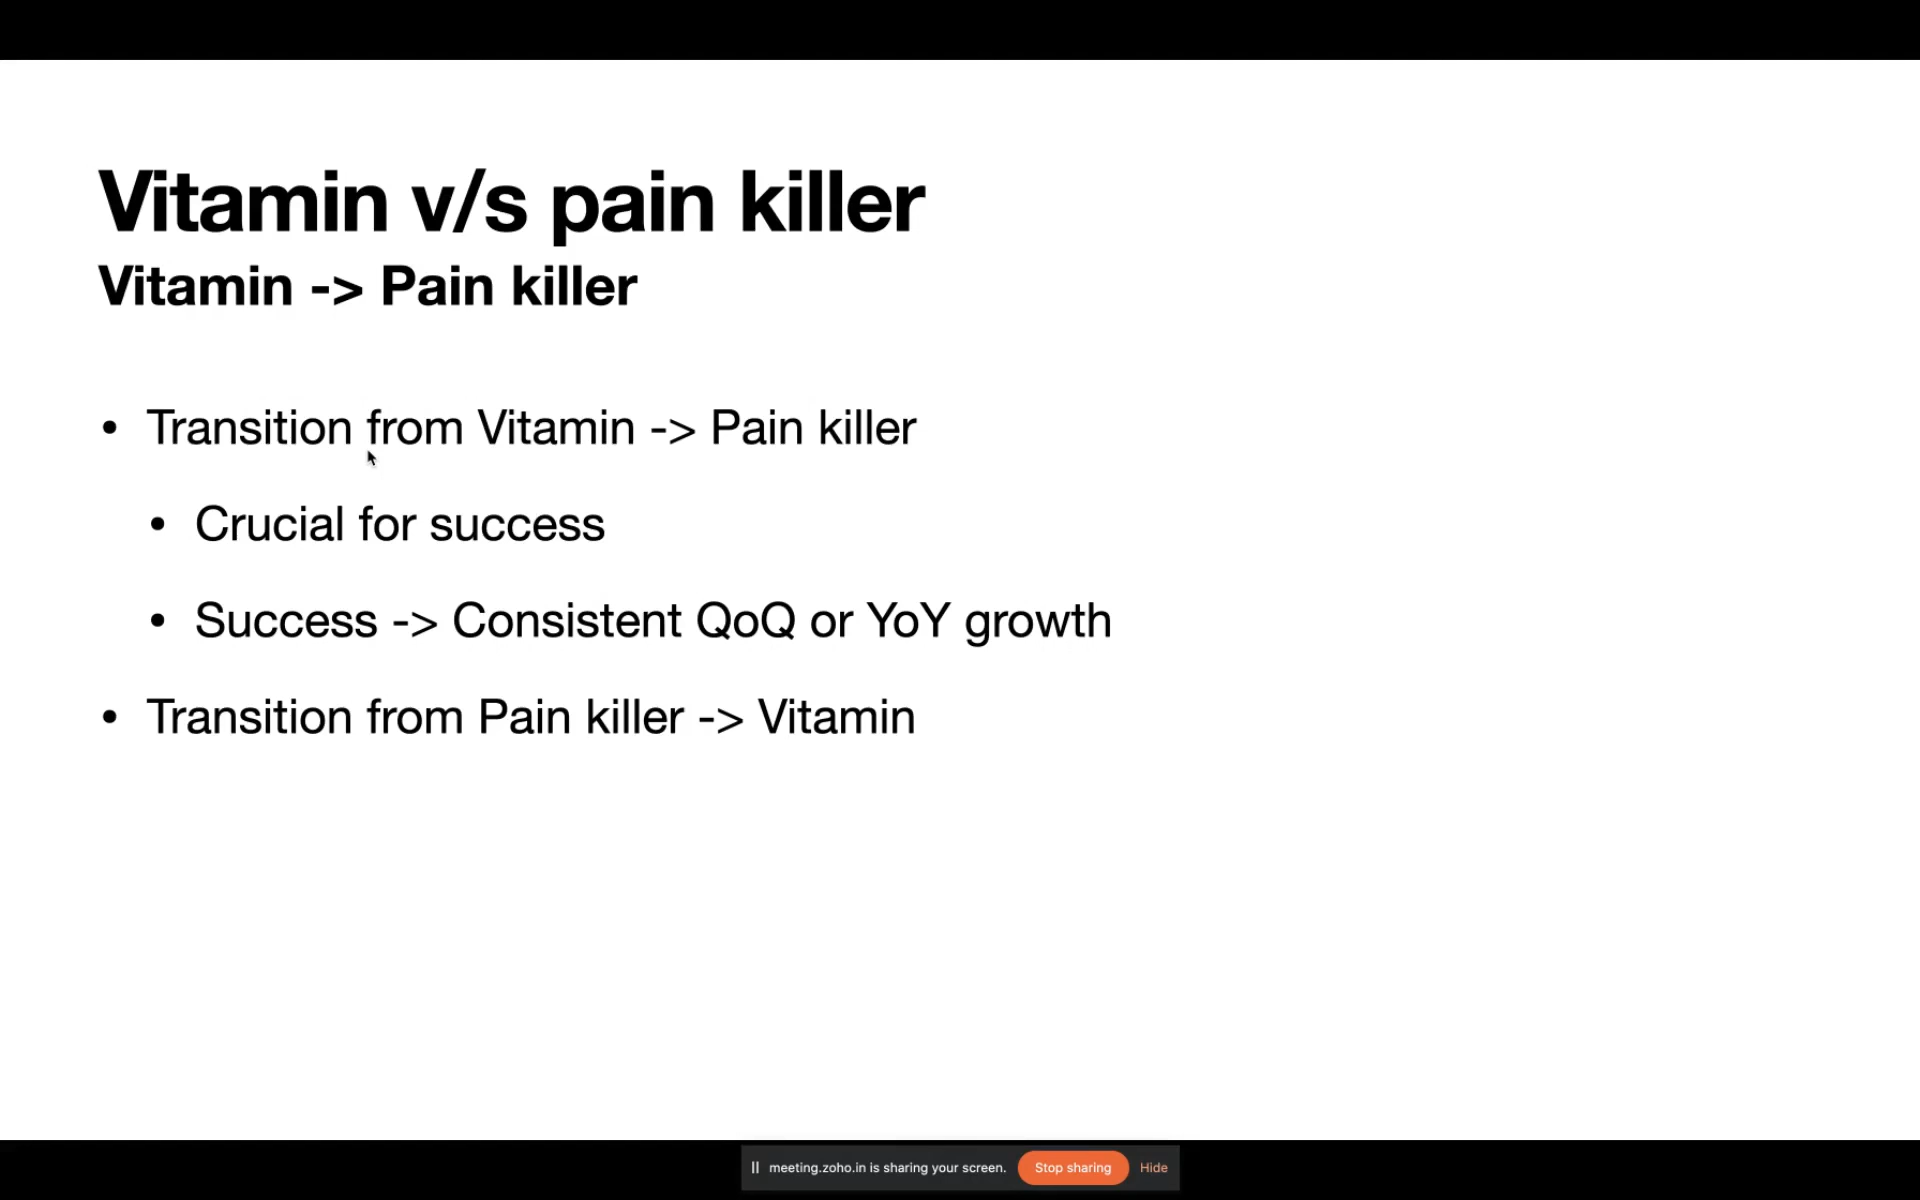 Vitamin v/s pain killer
Vitamin -> Pain killer
• Transition from Vitamin -> Pain killer
• Crucial for success
• Success -> Consistent QoQ or YoY growth
• Transition from Pain killer -> Vitamin
meeting.zoho.in is sharing your screen. Stop sharing Hide